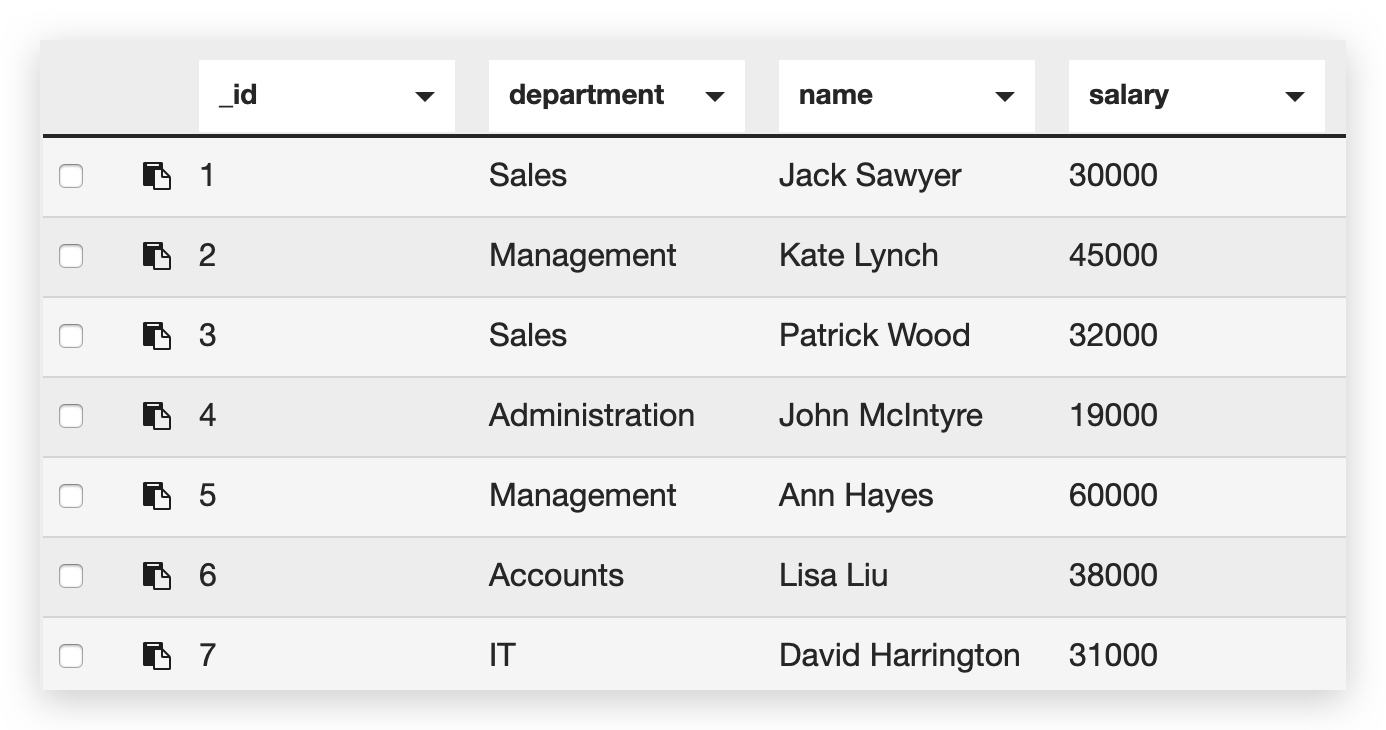 _id department name salary
1 Sales Jack Sawyer 30000
2 Management Kate Lynch 45000
3 Sales Patrick Wood 32000
4 Administration John McIntyre 19000
5 Management Ann Hayes 60000
6 Accounts Lisa Liu 38000
7 IT David Harrington 31000